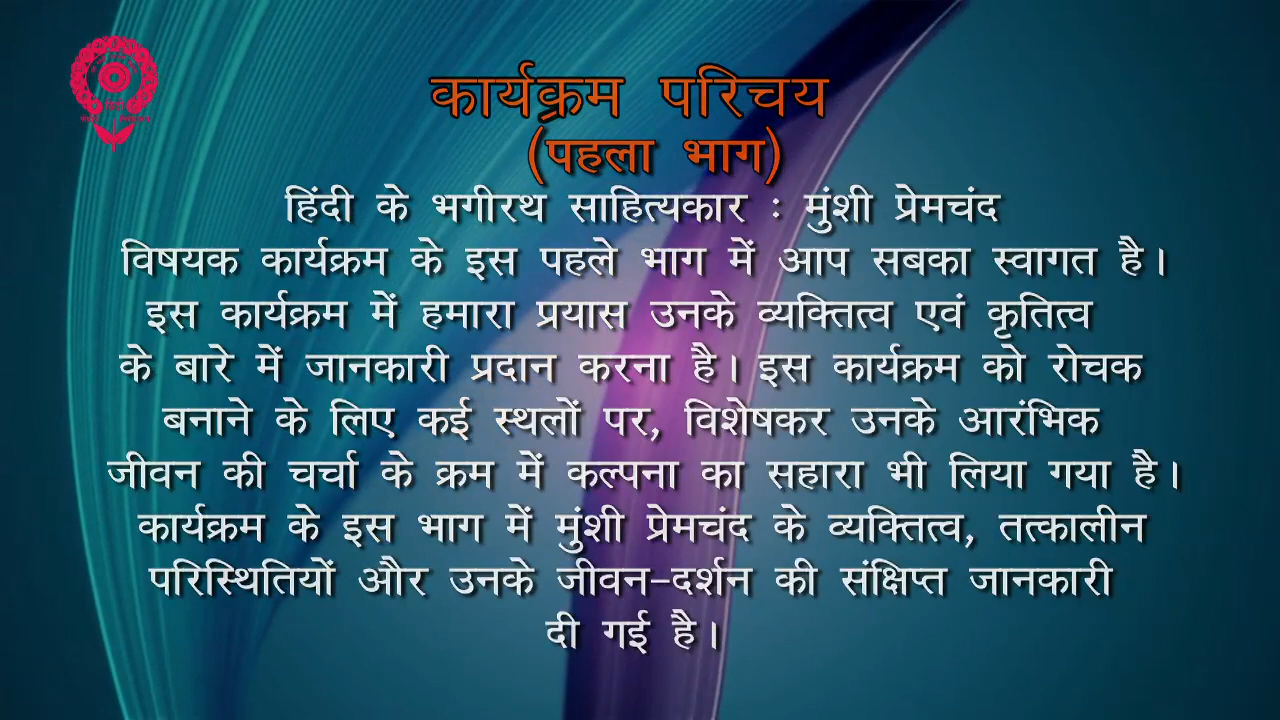 कार्यक्रम परिचय
(पहला भाग)
हिंदी के भगीरथ साहित्यकार : मुंशी प्रेमचंद
विषयक कार्यक्रम के इस पहले भाग में आप सबका स्वागत है।
इस कार्यक्रम में हमारा प्रयास उनके व्यक्तित्व एवं कृतित्व
के बारे में जानकारी प्रदान करना है। इस कार्यक्रम को रोचक
बनाने के लिए कई स्थलों पर, विशेषकर उनके आरंभिक
जीवन की चर्चा के क्रम में कल्पना का सहारा भी लिया गया है।
कार्यक्रम के इस भाग में मुंशी प्रेमचंद के व्यक्तित्व, तत्कालीन
परिस्थितियों और उनके जीवन-दर्शन की संक्षिप्त जानकारी
दी गई है।